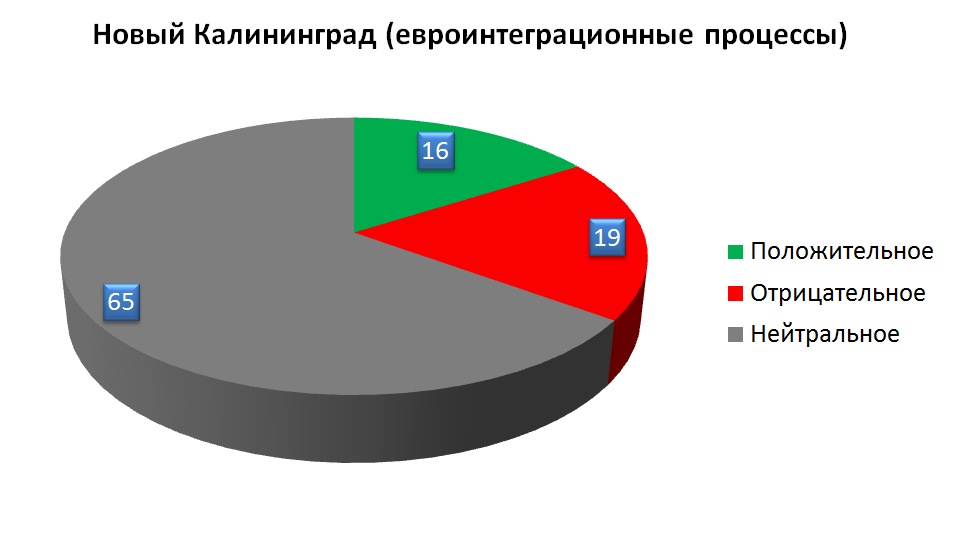 Новый Калининград (евроинтеграционные процессы)
16
19
65
Положительное
Отрицательное
Нейтральное